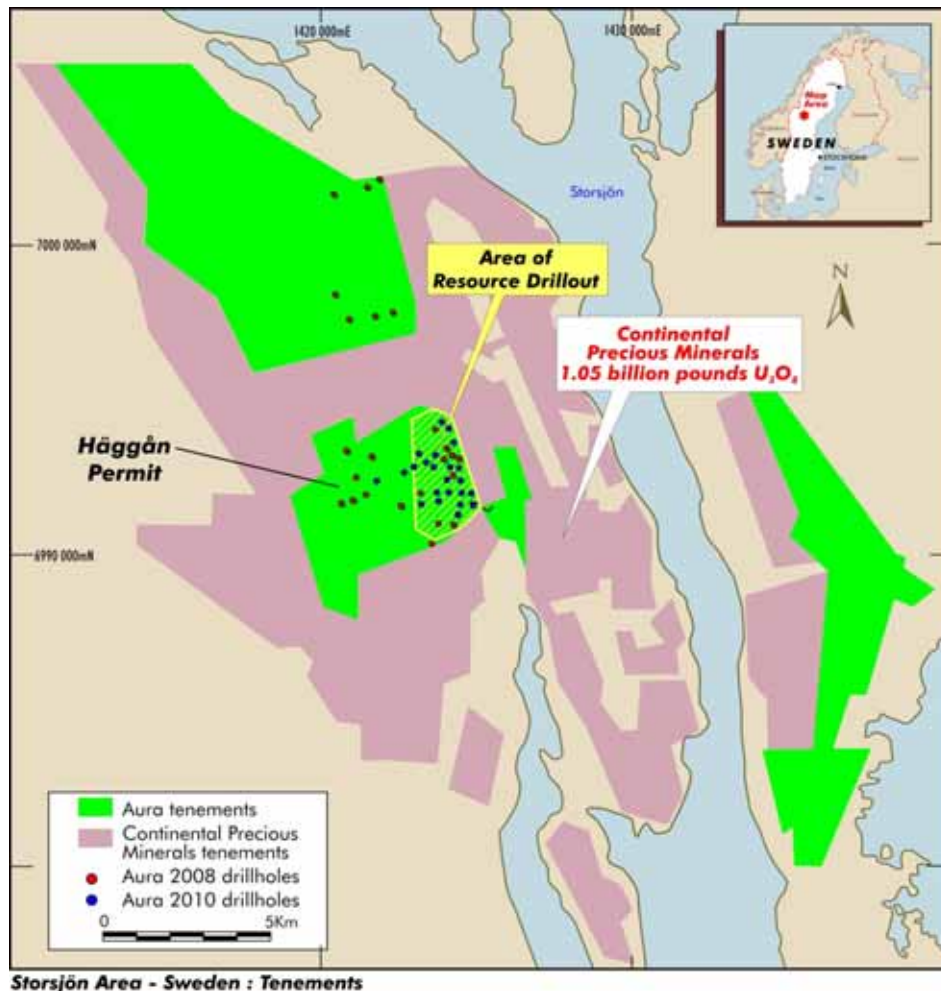 1420 000mE
1430 000mE
Map
Area
SWEDEN
STOCKHOLM
Storsjön
7000 000mN
Area of
Resource Drillout
N
Continental
Precious Minerals
1.05 billion pounds U₃O₈
Häggån
Permit
6990 000mN
Aura tenements
Continental Precious
Minerals tenements
Aura 2008 drillholes
Aura 2010 drillholes
0
5Km
Storsjön Area - Sweden : Tenements